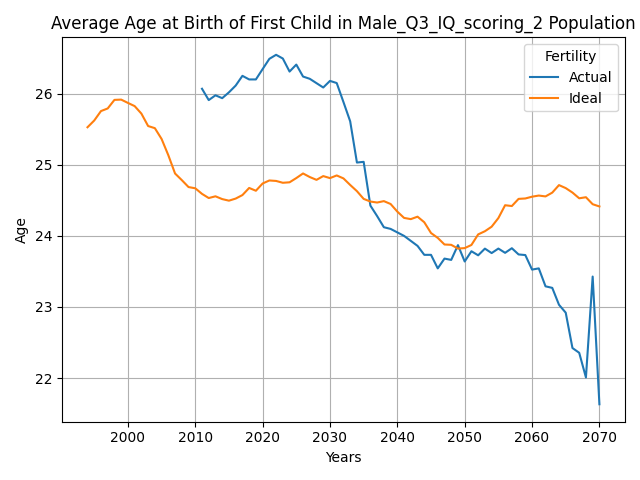 Average Age at Birth of First Child in Male_Q3_IQ_scoring_2 Population
Fertility
Actual
Ideal
Age
26
25
24
23
22
2000 2010 2020 2030 2040 2050 2060 2070
Years